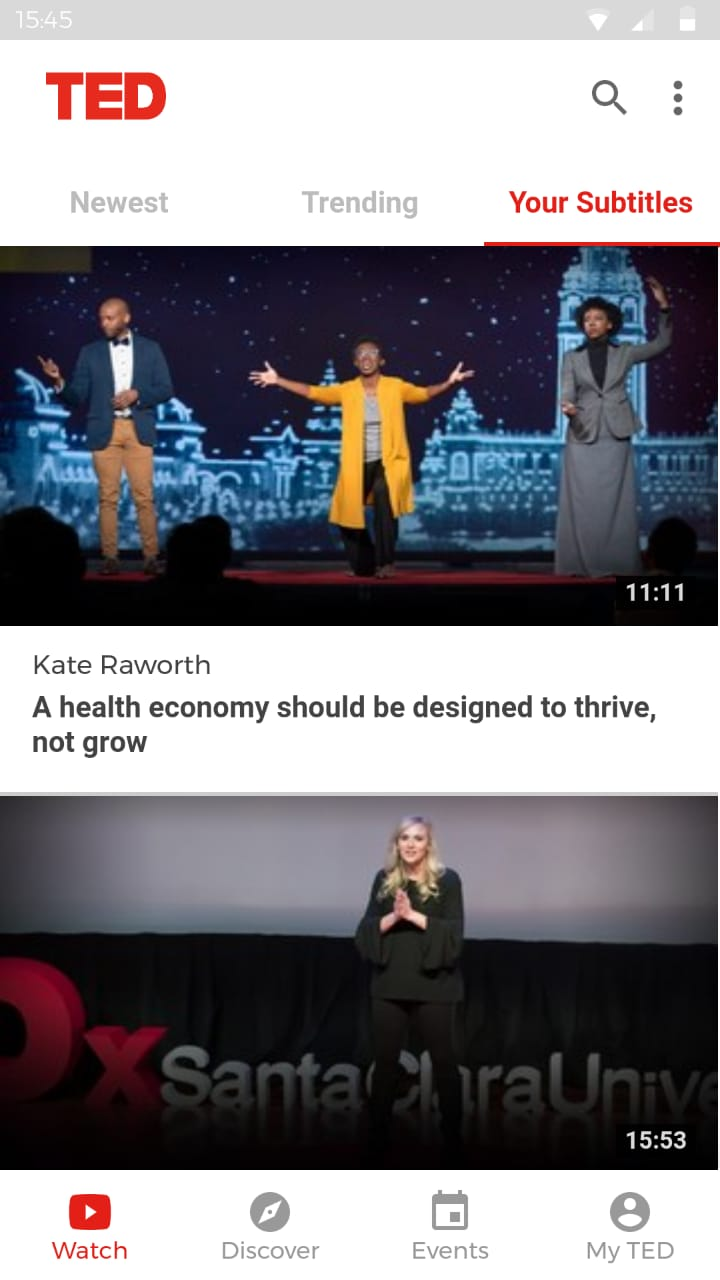 15:45
TED
Newest
Trending
Your Subtitles
11:11
Kate Raworth
A health economy should be designed to thrive,
not grow
x
SantaClaraUnive
15:53
Watch
Discover
Events
My TED